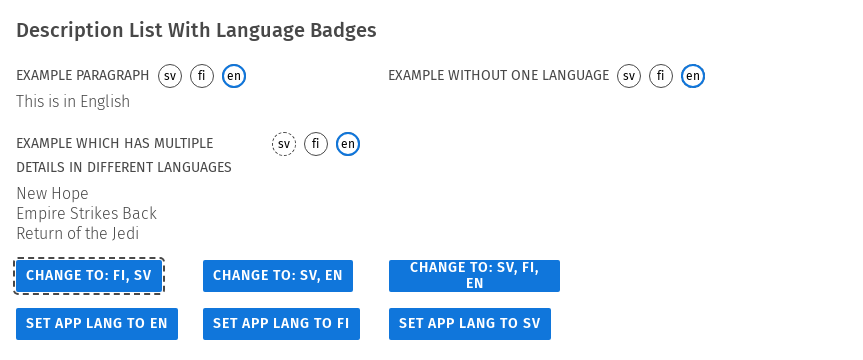 Description List With Language Badges
EXAMPLE PARAGRAPH sv fi en
This is in English
EXAMPLE WITHOUT ONE LANGUAGE sv fi en
EXAMPLE WHICH HAS MULTIPLE
DETAILS IN DIFFERENT LANGUAGES
sv fi en
New Hope
Empire Strikes Back
Return of the Jedi
CHANGE TO: FI, SV
CHANGE TO: SV, EN
CHANGE TO: SV, FI,
EN
SET APP LANG TO EN
SET APP LANG TO FI
SET APP LANG TO SV